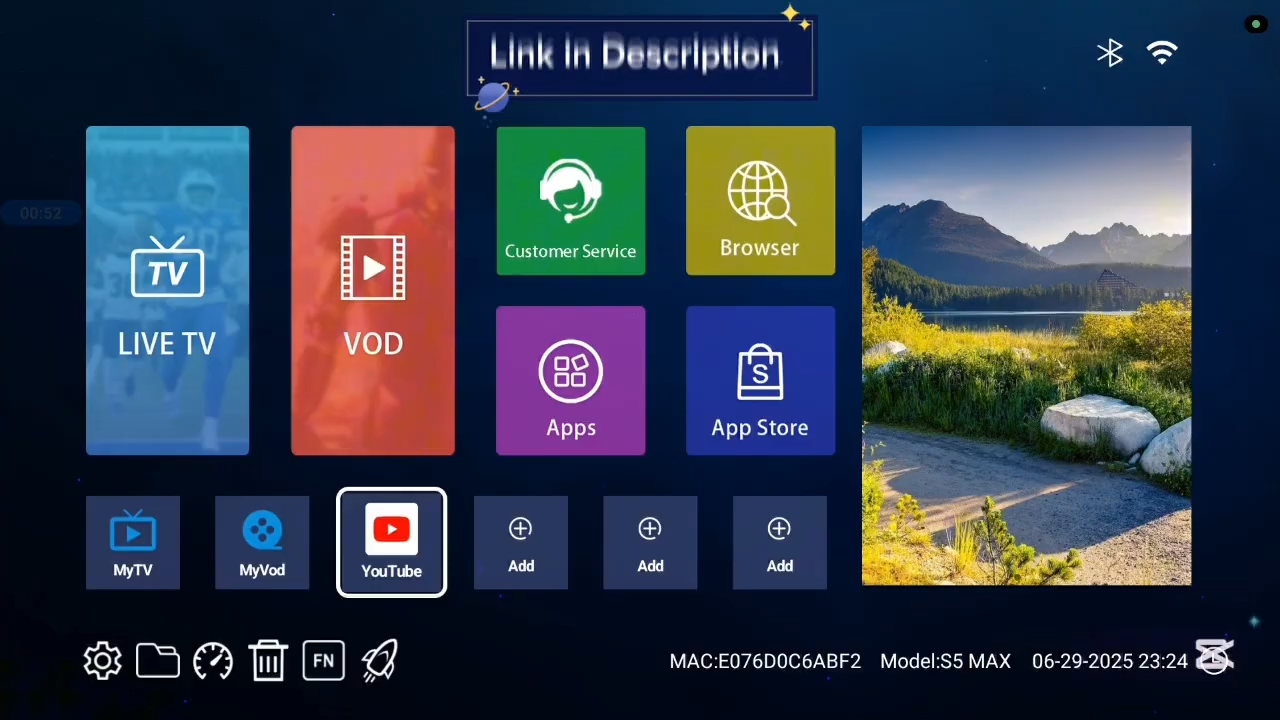 Link in Description
00:52
TV
LIVE TV
VOD
Customer Service
Browser
Apps
S
App Store
MyTV
MyVod
YouTube
Add
Add
Add
FN
MAC:E076D0C6ABF2 Model:S5 MAX 06-29-2025 23:24